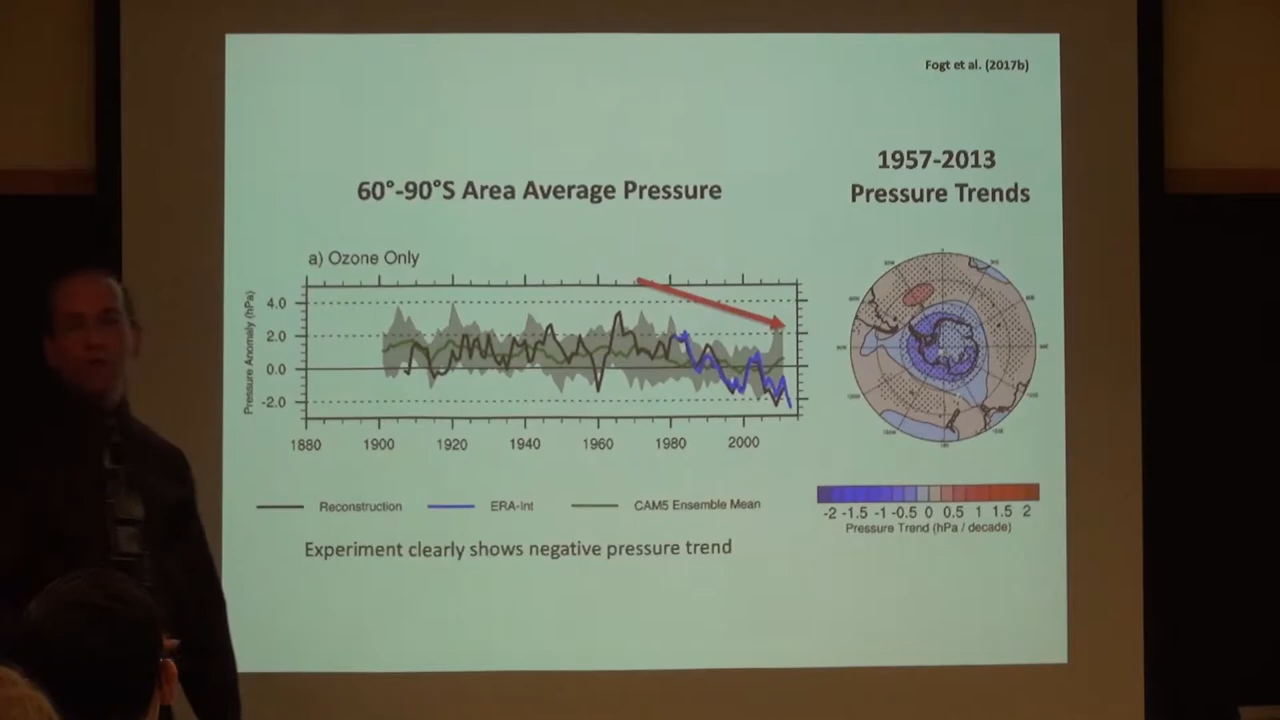 Fogt et al. (2017b)
60°-90°S Area Average Pressure
1957-2013
Pressure Trends
a) Ozone Only
Pressure Anomaly (hPa)
4.0
2.0
0.0
-2.0
1880 1900 1920 1940 1960 1980 2000
Reconstruction ERA-Int CAM5 Ensemble Mean
-2 -1.5 -1 -0.5 0 0.5 1 1.5 2
Pressure Trend (hPa / decade)
Experiment clearly shows negative pressure trend